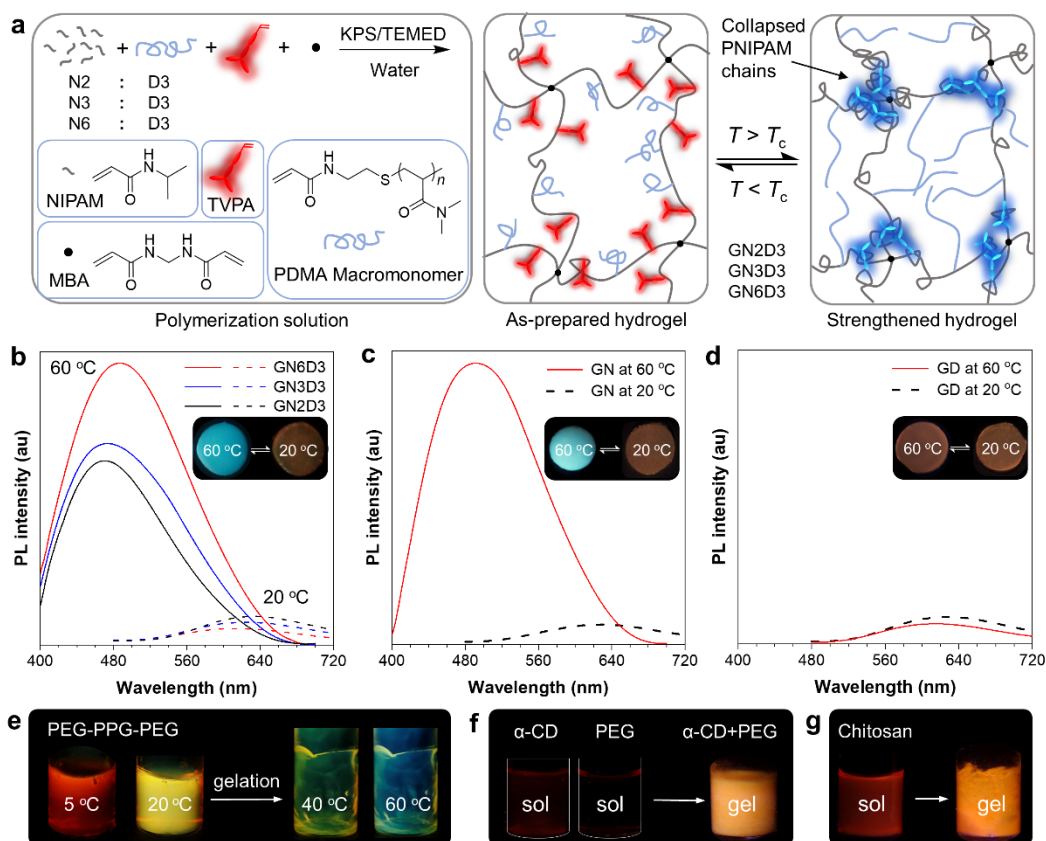 a
+ + + • KPS/TEMED
Water
N2 : D3
N3 : D3
N6 : D3
NIPAM
O
N
H
TVPA
MBA
O
H
N
H
N
O
H
N
O
S
n
O
N
PDMA Macromonomer
Polymerization solution
As-prepared hydrogel
Collapsed
PNIPAM
chains
T > Tc
T < Tc
GN2D3
GN3D3
GN6D3
Strengthened hydrogel
b
60 °C
GN6D3
GN3D3
GN2D3
60 °C ⇌ 20 °C
20 °C
PL intensity (au)
400 480 560 640 720
Wavelength (nm)
c
GN at 60 °C
GN at 20 °C
60 °C ⇌ 20 °C
PL intensity (au)
400 480 560 640 720
Wavelength (nm)
d
GD at 60 °C
GD at 20 °C
60 °C ⇌ 20 °C
PL intensity (au)
400 480 560 640 720
Wavelength (nm)
e
PEG-PPG-PEG
5 °C
20 °C
gelation
40 °C
60 °C
f
α-CD
PEG
α-CD+PEG
sol
sol
gel
g
Chitosan
sol
gel